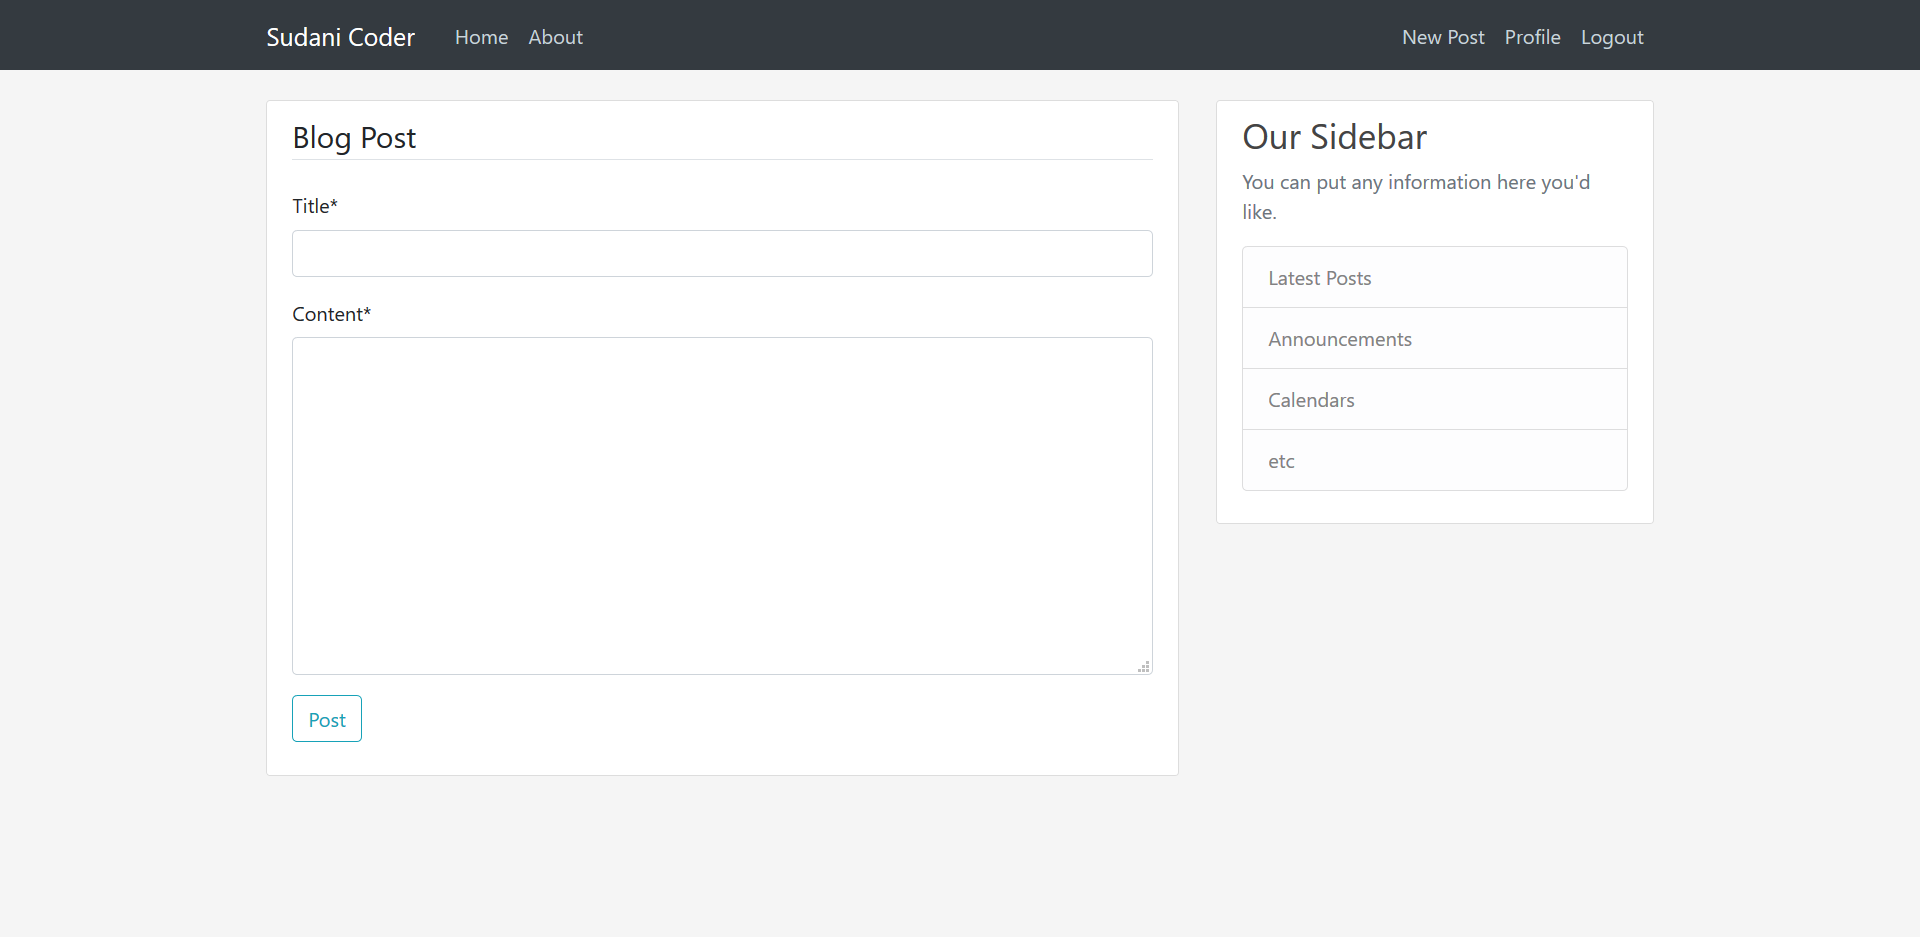 Sudani Coder Home About New Post Profile Logout
Blog Post
Title*
Content*
Post
Our Sidebar
You can put any information here you'd
like.
Latest Posts
Announcements
Calendars
etc